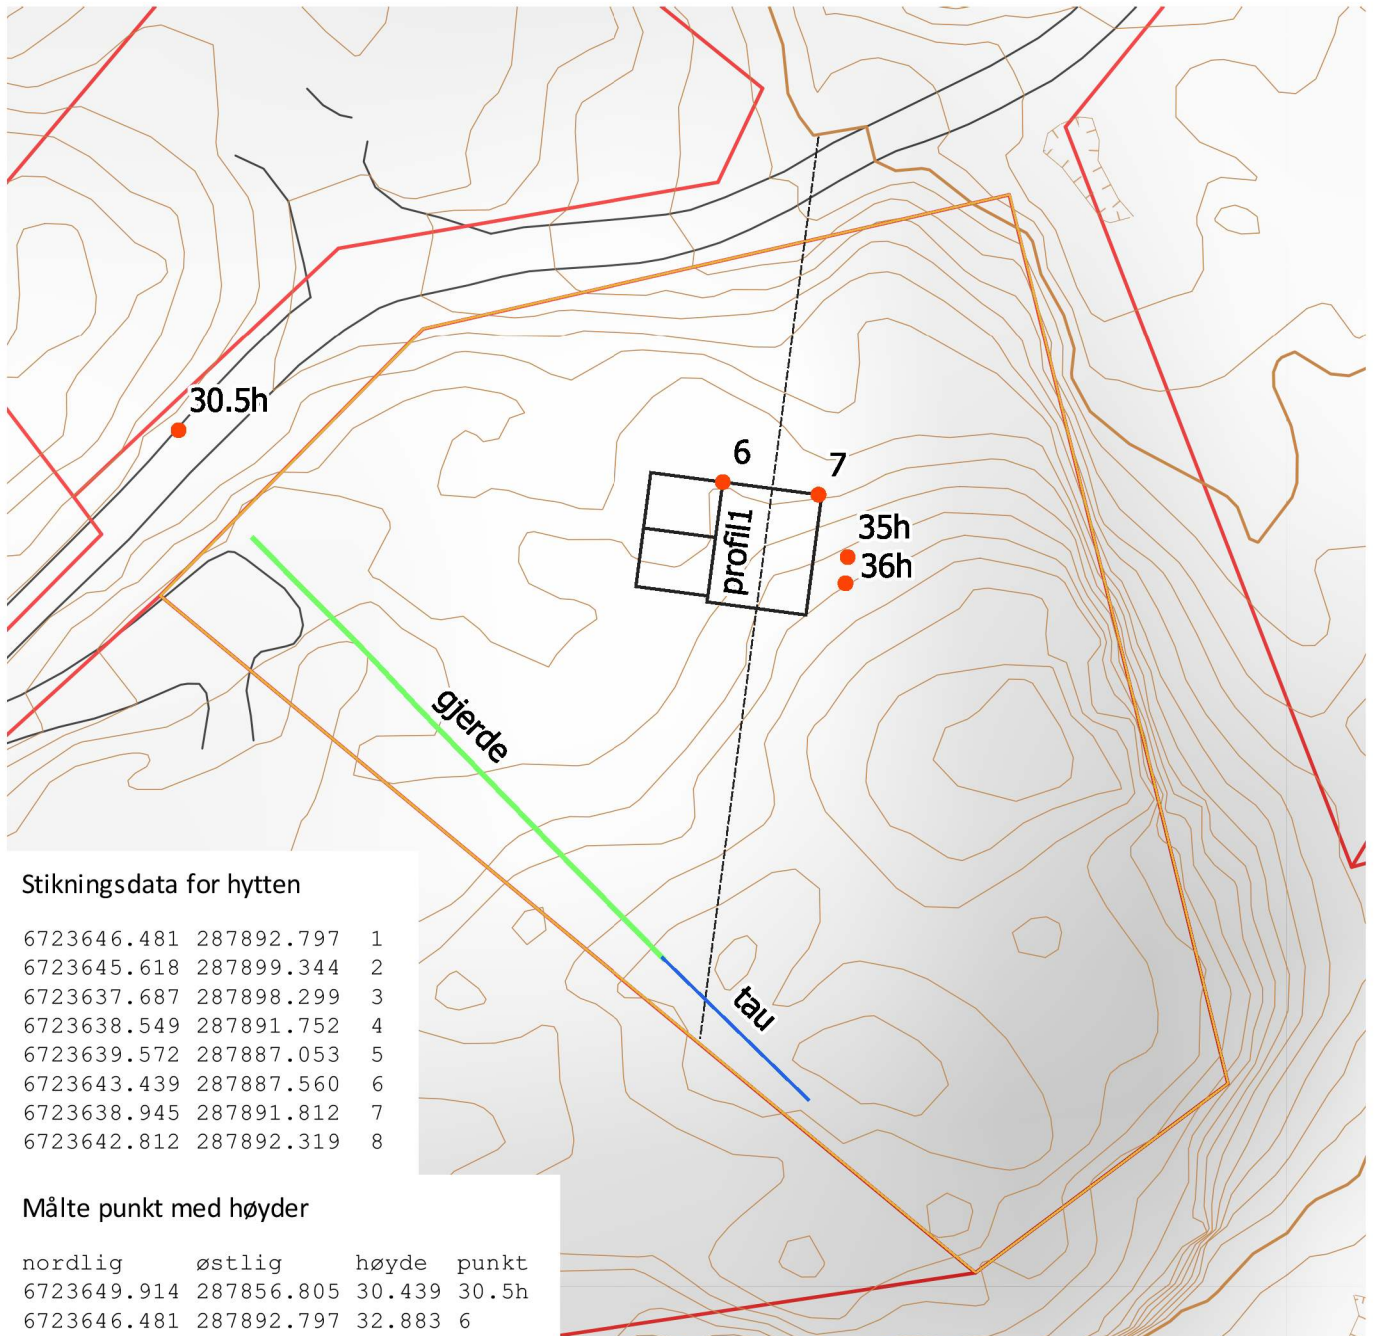 30.5h
6
7
profil1
35h
36h
gjerde
tau
Stikningsdata for hytten
6723646.481 287892.797 1
6723645.618 287899.344 2
6723637.687 287898.299 3
6723638.549 287891.752 4
6723639.572 287887.053 5
6723643.439 287887.560 6
6723638.945 287891.812 7
6723642.812 287892.319 8
Målte punkt med høyder
nordlig østlig høyde punkt
6723649.914 287856.805 30.439 30.5h
6723646.481 287892.797 32.883 6